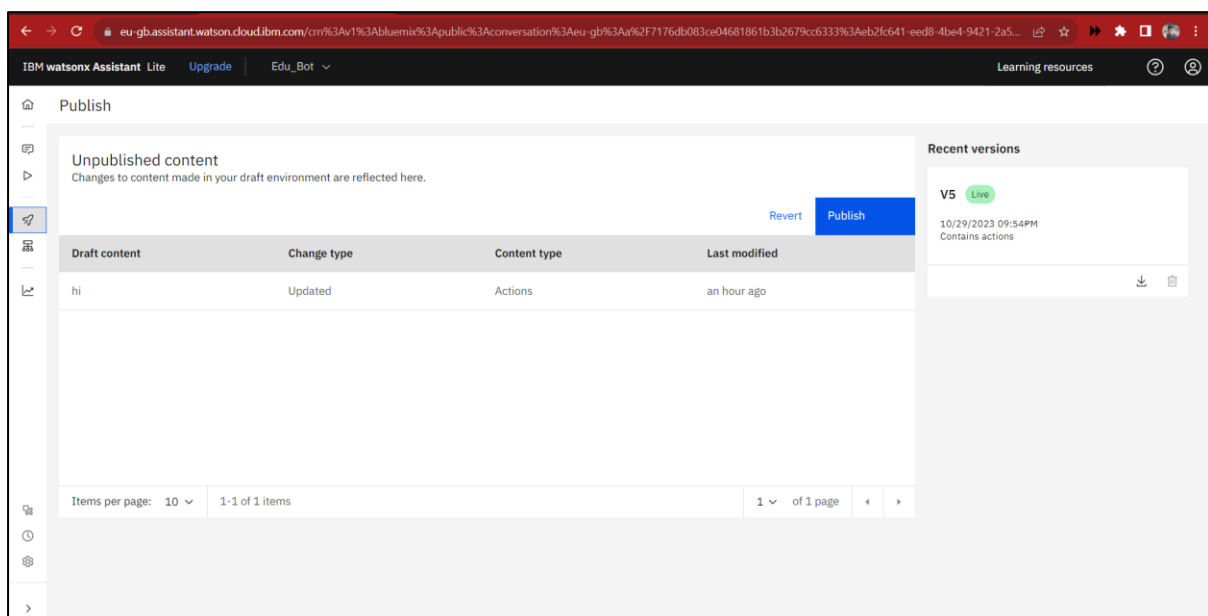 eu-gb.assistant.watson.cloud.ibm.com/crn%3Av1%3Abluemix%3Apublic%3Aconversation%3Aeu-gb%3Aa%2F7176db083ce04681861b3b2679cc6333%3Aeb2fc641-eed8-4be4-9421-2a5...
IBM watsonx Assistant Lite Upgrade Edu_Bot Learning resources
Publish
Unpublished content
Changes to content made in your draft environment are reflected here.
Revert Publish
Draft content Change type Content type Last modified
hi Updated Actions an hour ago
Items per page: 10 1-1 of 1 items 1 of 1 page
Recent versions
V5 Live
10/29/2023 09:54PM
Contains actions